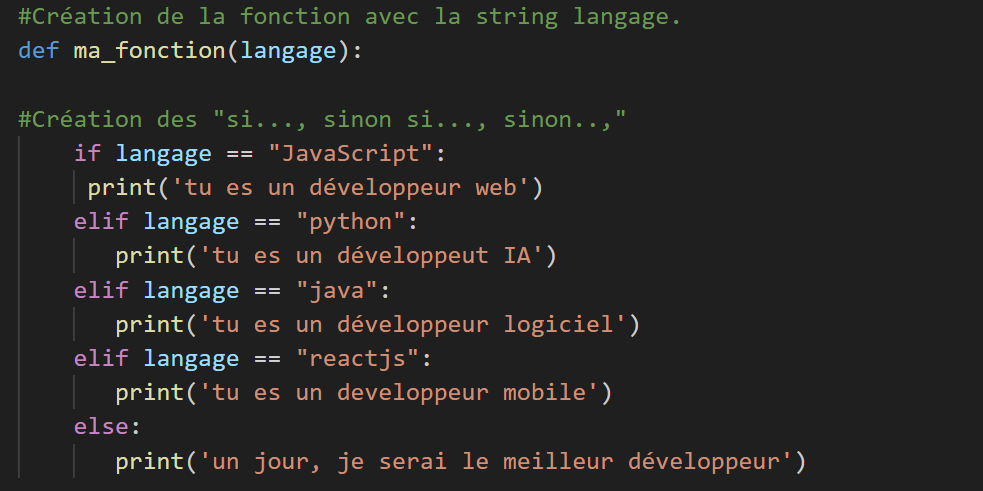 #Création de la fonction avec la string langage.
def ma_fonction(langage):
#Création des "si..., sinon si..., sinon..,"
if langage == "JavaScript":
print('tu es un développeur web')
elif langage == "python":
print('tu es un développeut IA')
elif langage == "java":
print('tu es un développeur logiciel')
elif langage == "reactjs":
print('tu es un developpeur mobile')
else:
print('un jour, je serai le meilleur développeur')